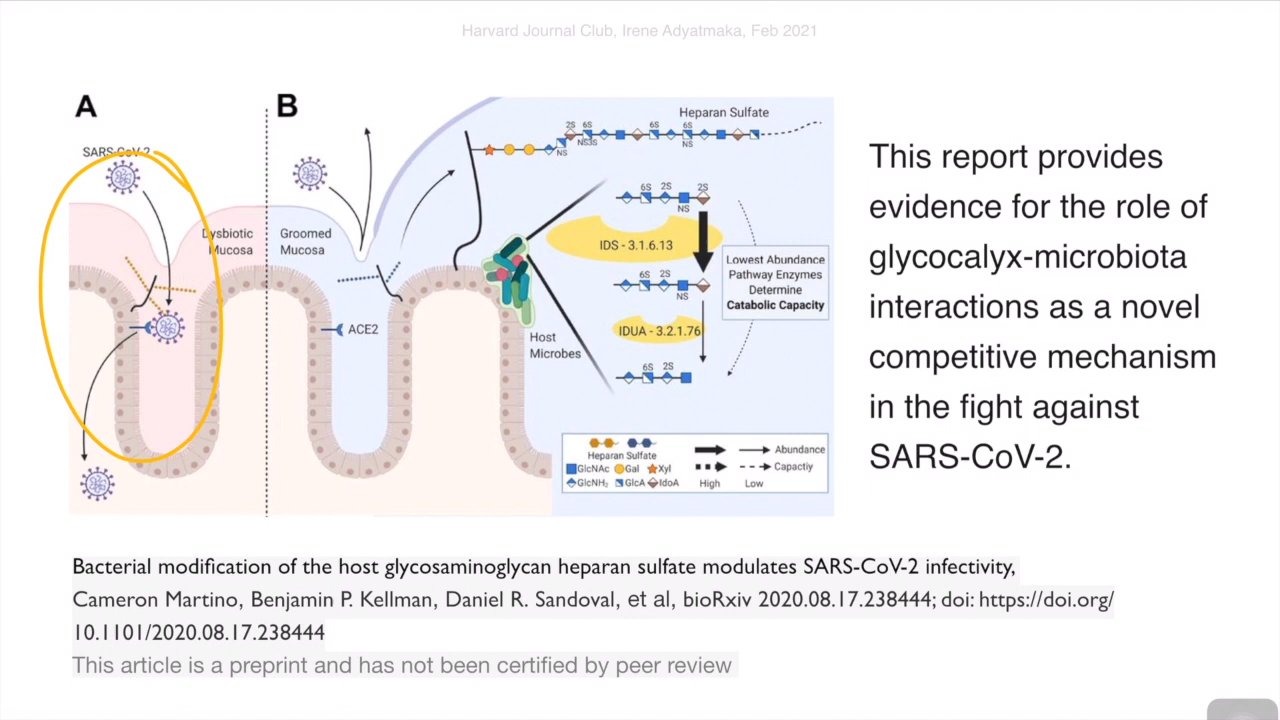 Harvard Journal Club, Irene Adyatmaka, Feb 2021
A
B
SARS-CoV-2
Dysbiotic
Mucosa
Groomed
Mucosa
ACE2
Host
Microbes
Heparan Sulfate
2S 6S 6S 6S
NS NS3S NS
6S 2S 2S
NS
IDS - 3.1.6.13
6S 2S
NS
IDUA - 3.2.1.76
6S 2S
Lowest Abundance
Pathway Enzymes
Determine
Catabolic Capacity
Heparan Sulfate
GlcNAc Gal Xyl
GlcNH₂ GlcA IdoA
Abundance
Capactiy
High Low
This report provides
evidence for the role of
glycocalyx-microbiota
interactions as a novel
competitive mechanism
in the fight against
SARS-CoV-2.
Bacterial modification of the host glycosaminoglycan heparan sulfate modulates SARS-CoV-2 infectivity,
Cameron Martino, Benjamin P. Kellman, Daniel R. Sandoval, et al, bioRxiv 2020.08.17.238444; doi: https://doi.org/
10.1101/2020.08.17.238444
This article is a preprint and has not been certified by peer review